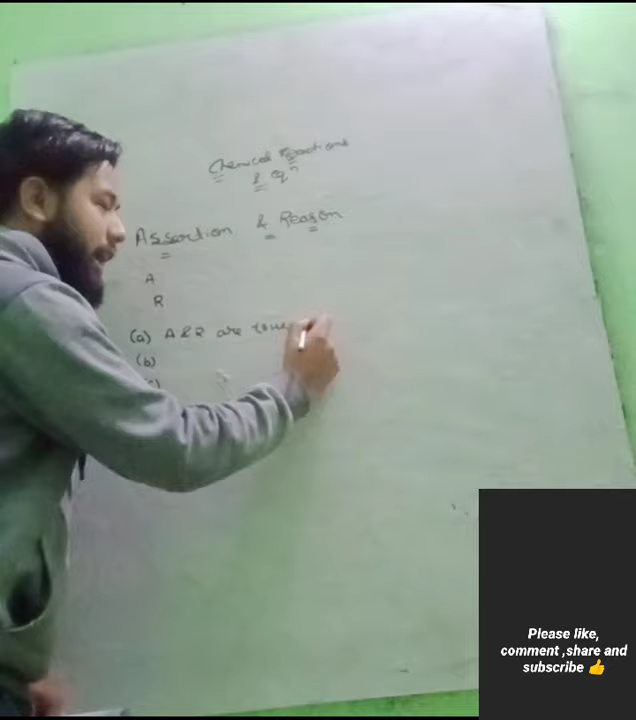 Chemical Reactions
& eqⁿ
Assertion & Reason
A
R
(a) A & R are true
(b)
(c)
Please like,
comment ,share and
subscribe 👍